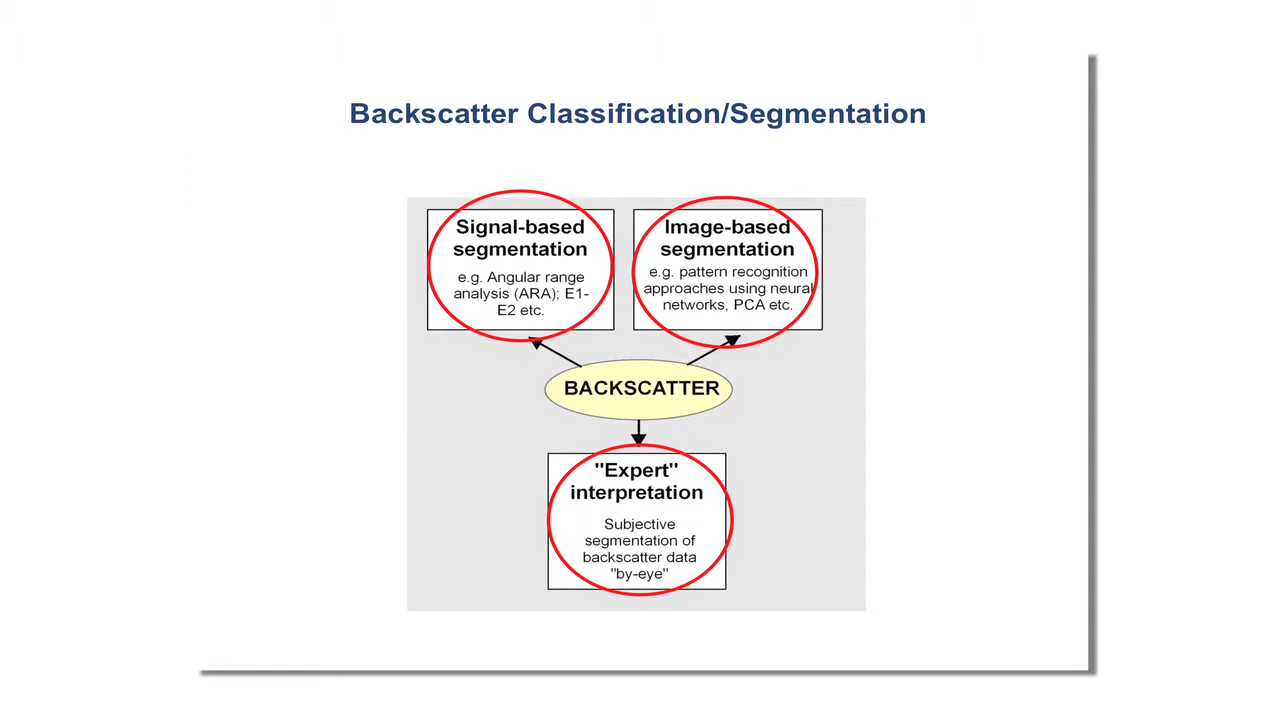 Backscatter Classification/Segmentation
Signal-based
segmentation
e.g. Angular range
analysis (ARA); E1-
E2 etc.
Image-based
segmentation
e.g. pattern recognition
approaches using neural
networks, PCA etc.
BACKSCATTER
"Expert"
interpretation
Subjective
segmentation of
backscatter data
"by-eye"